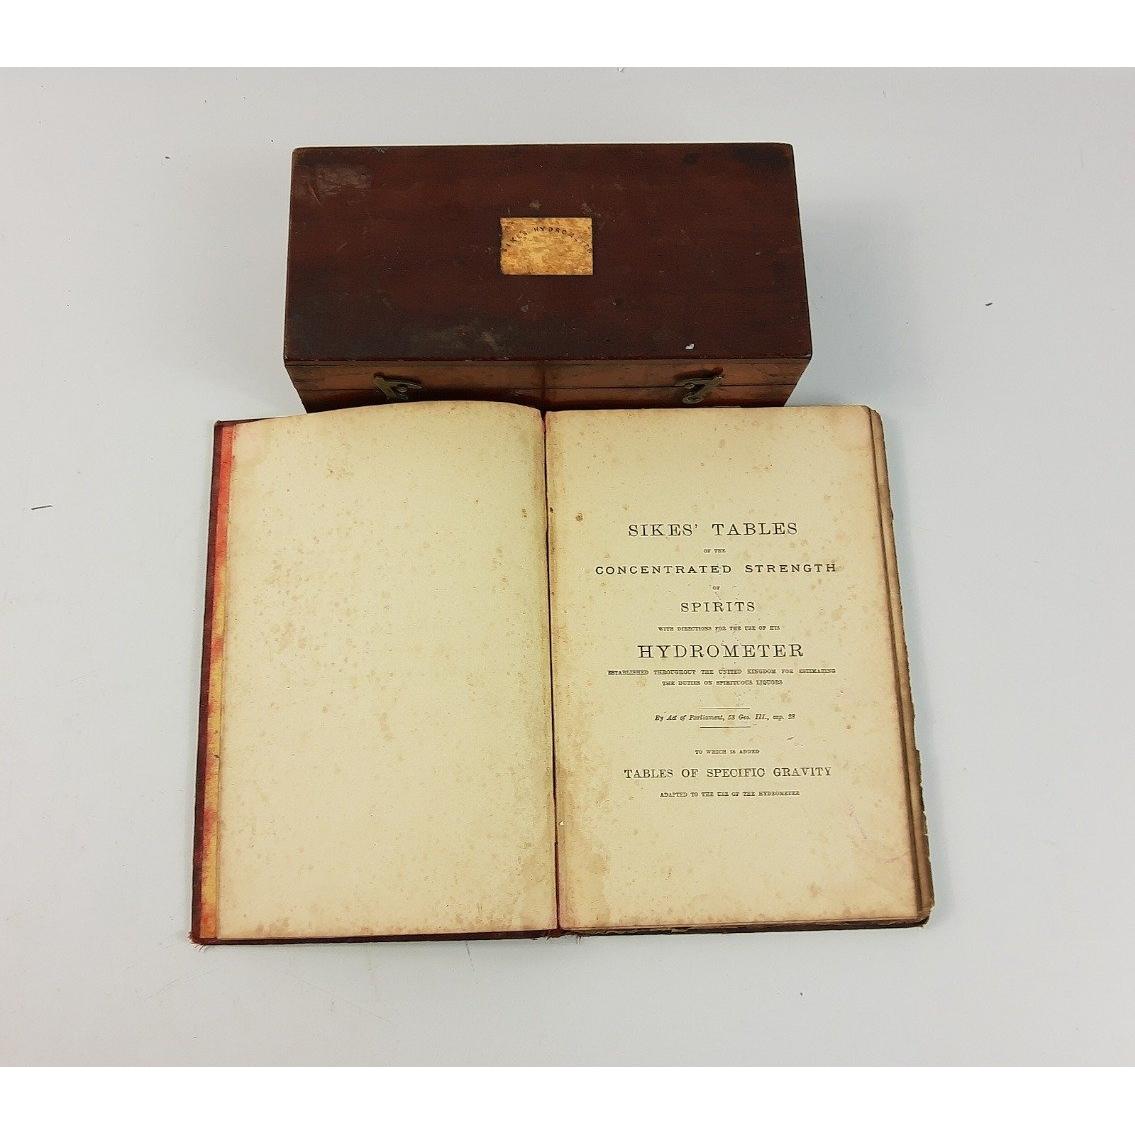 SIKES HYDROMETER
SIKES' TABLES
OF THE
CONCENTRATED STRENGTH
OF
SPIRITS
WITH DIRECTIONS FOR THE USE OF HIS
HYDROMETER
ESTABLISHED THROUGHOUT THE UNITED KINGDOM FOR ESTIMATING
THE DUTIES ON SPIRITUOUS LIQUORS
By Act of Parliament, 58 Geo. III., cap. 28
TO WHICH IS ADDED
TABLES OF SPECIFIC GRAVITY
ADAPTED TO THE USE OF THE HYDROMETER